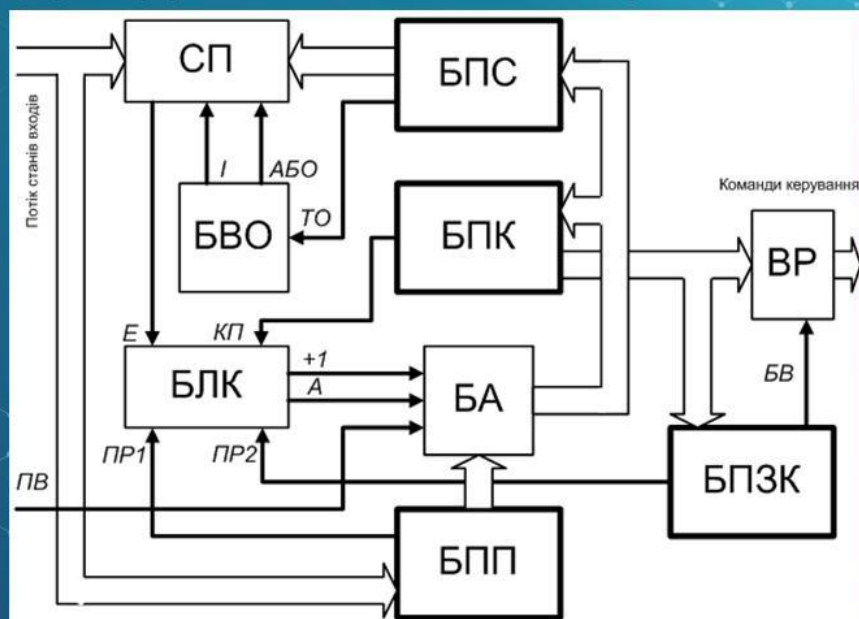 СП
БПС
Потік станів входів
І
АБО
Команди керування
БВО
ТО
БПК
ВР
Е
КП
+1
А
БЛК
БА
БВ
ПР1
ПР2
ПВ
БПЗК
БПП